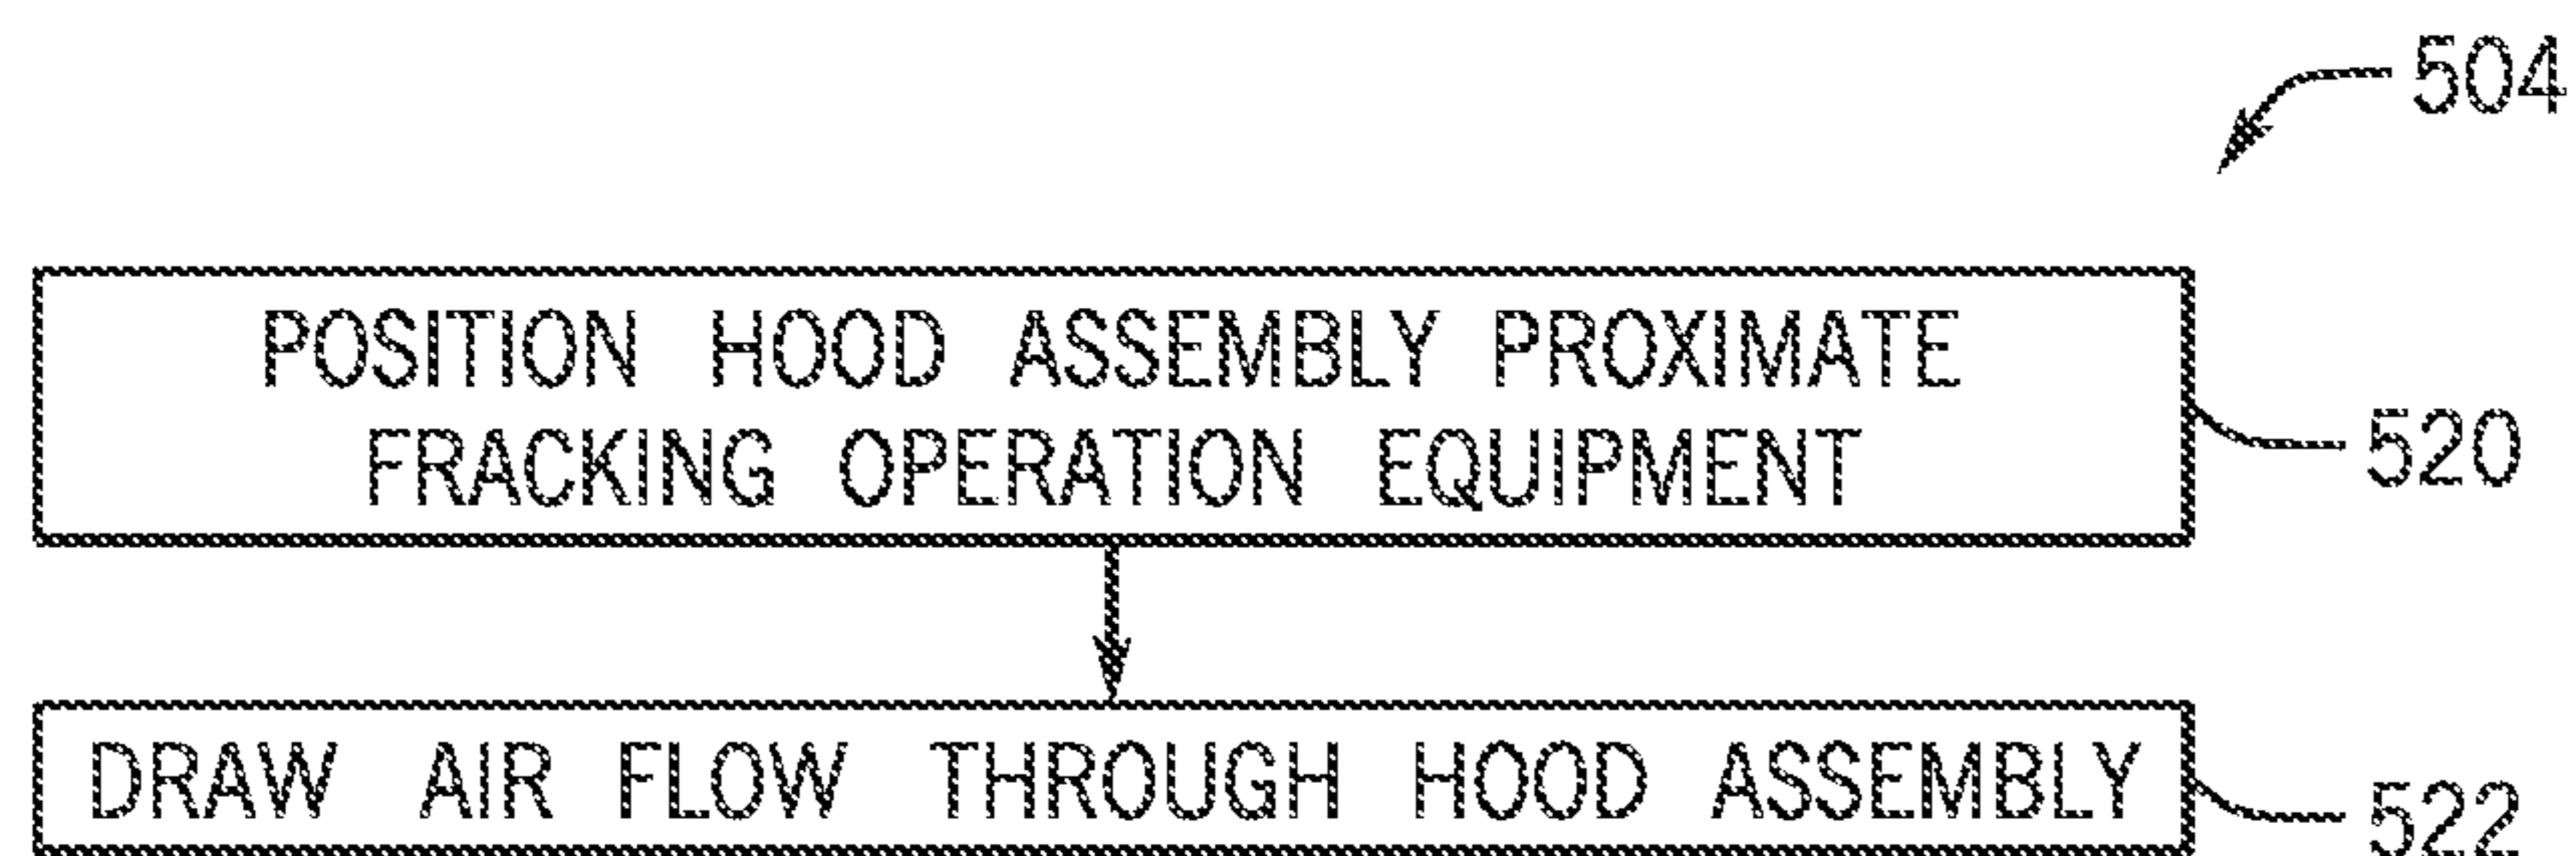 504
POSITION HOOD ASSEMBLY PROXIMATE
FRACKING OPERATION EQUIPMENT
520
DRAW AIR FLOW THROUGH HOOD ASSEMBLY
522